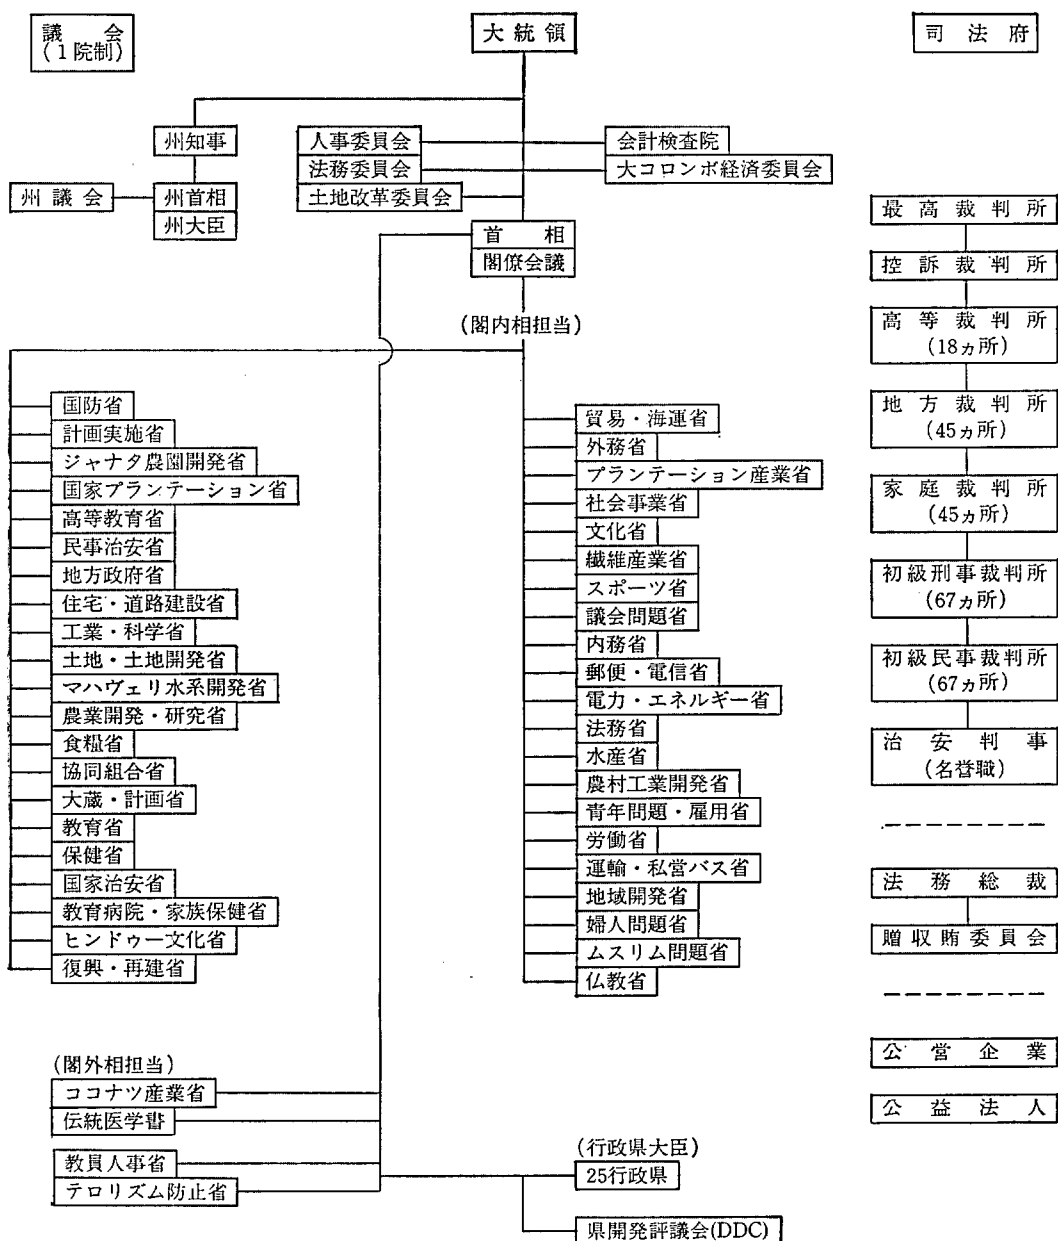 議会
(1院制)
大統領
司法府
州知事
州議会
州首相
州大臣
人事委員会
法務委員会
土地改革委員会
会計検査院
大コロンボ経済委員会
首相
閣僚会議
(閣内相担当)
国防省
計画実施省
ジャナタ農園開発省
国家プランテーション省
高等教育省
民事治安省
地方政府省
住宅・道路建設省
工業・科学省
土地・土地開発省
マハヴェリ水系開発省
農業開発・研究省
食糧省
協同組合省
大蔵・計画省
教育省
保健省
国家治安省
教育病院・家族保健省
ヒンドゥー文化省
復興・再建省
貿易・海運省
外務省
プランテーション産業省
社会事業省
文化省
繊維産業省
スポーツ省
議会問題省
内務省
郵便・電信省
電力・エネルギー省
法務省
水産省
農村工業開発省
青年問題・雇用省
労働省
運輸・私営バス省
地域開発省
婦人問題省
ムスリム問題省
仏教省
(閣外相担当)
ココナツ産業省
伝統医学書
教員人事省
テロリズム防止省
(行政県大臣)
25行政県
県開発評議会(DDC)
最高裁判所
控訴裁判所
高等裁判所
(18ヵ所)
地方裁判所
(45ヵ所)
家庭裁判所
(45ヵ所)
初級刑事裁判所
(67ヵ所)
初級民事裁判所
(67ヵ所)
治安判事
(名誉職)
法務総裁
贈収賄委員会
公営企業
公益法人